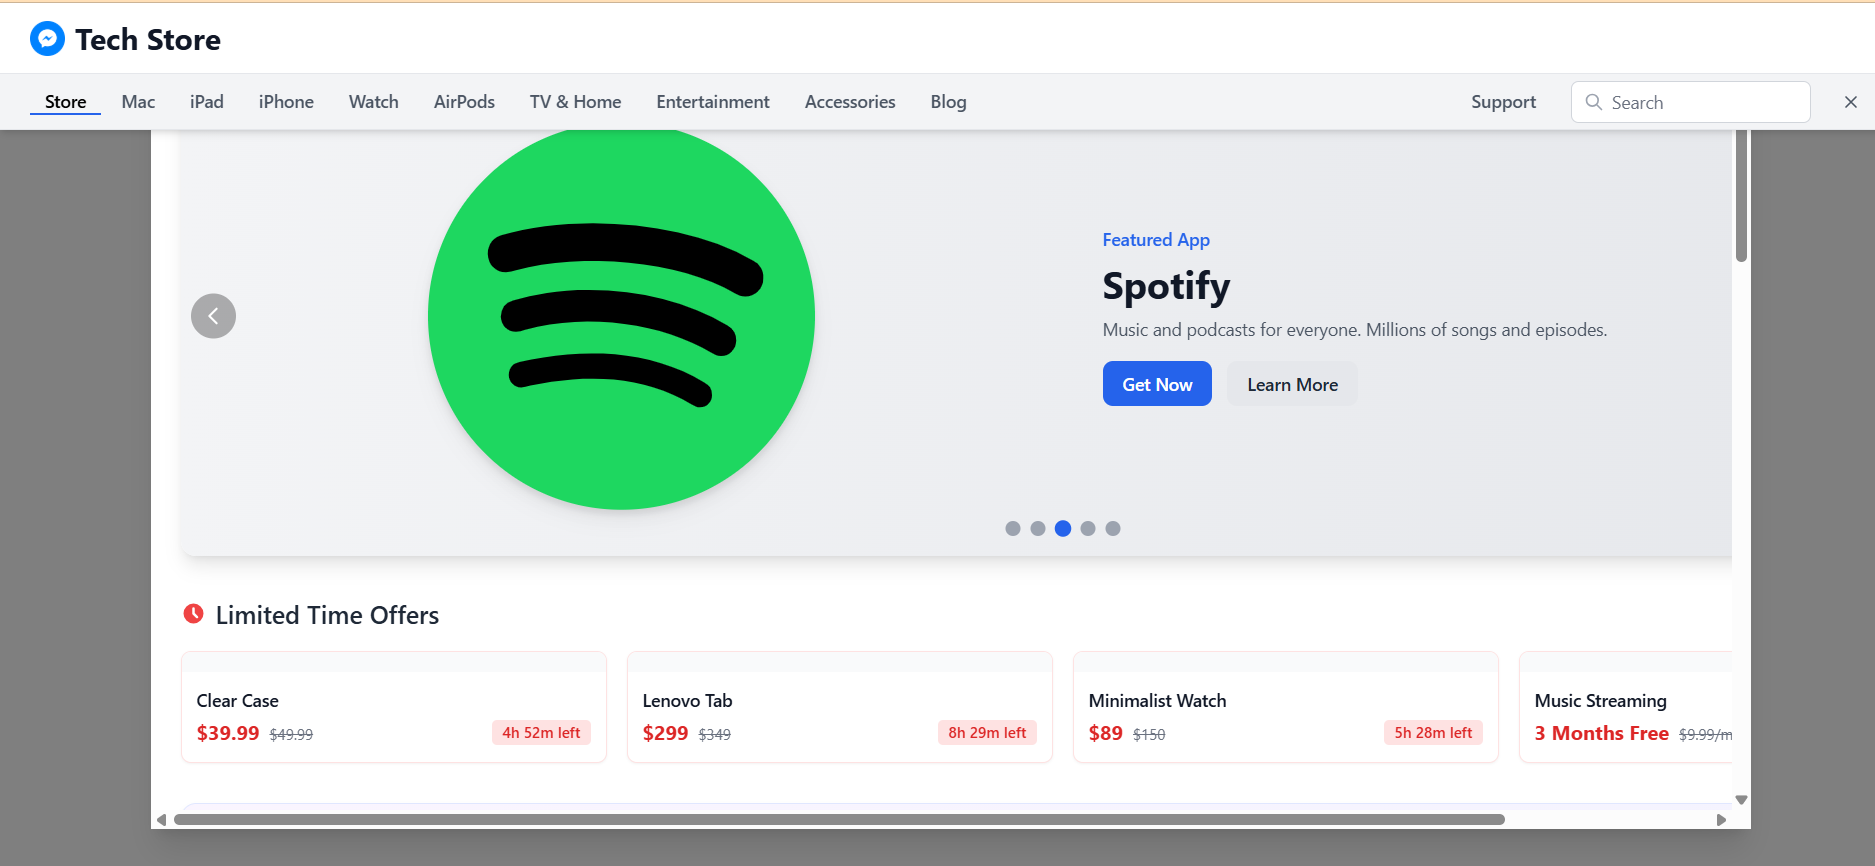 Tech Store
Store Mac iPad iPhone Watch AirPods TV & Home Entertainment Accessories Blog Support Search
Featured App
Spotify
Music and podcasts for everyone. Millions of songs and episodes.
Get Now Learn More
Limited Time Offers
Clear Case
$39.99 $49.99 4h 52m left
Lenovo Tab
$299 $349 8h 29m left
Minimalist Watch
$89 $150 5h 28m left
Music Streaming
3 Months Free $9.99/m